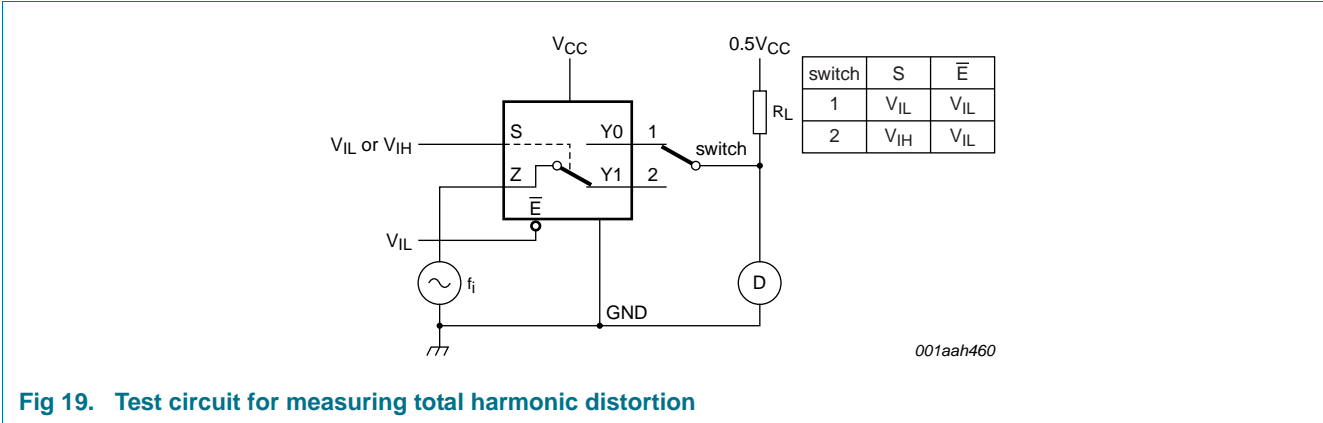 VCC
0.5VCC
switch S E̅
1 VIL VIL
2 VIH VIL
RL
VIL or VIH
S Y0 1
switch
Z Y1 2
E̅
VIL
fi
D
GND
001aah460
Fig 19. Test circuit for measuring total harmonic distortion